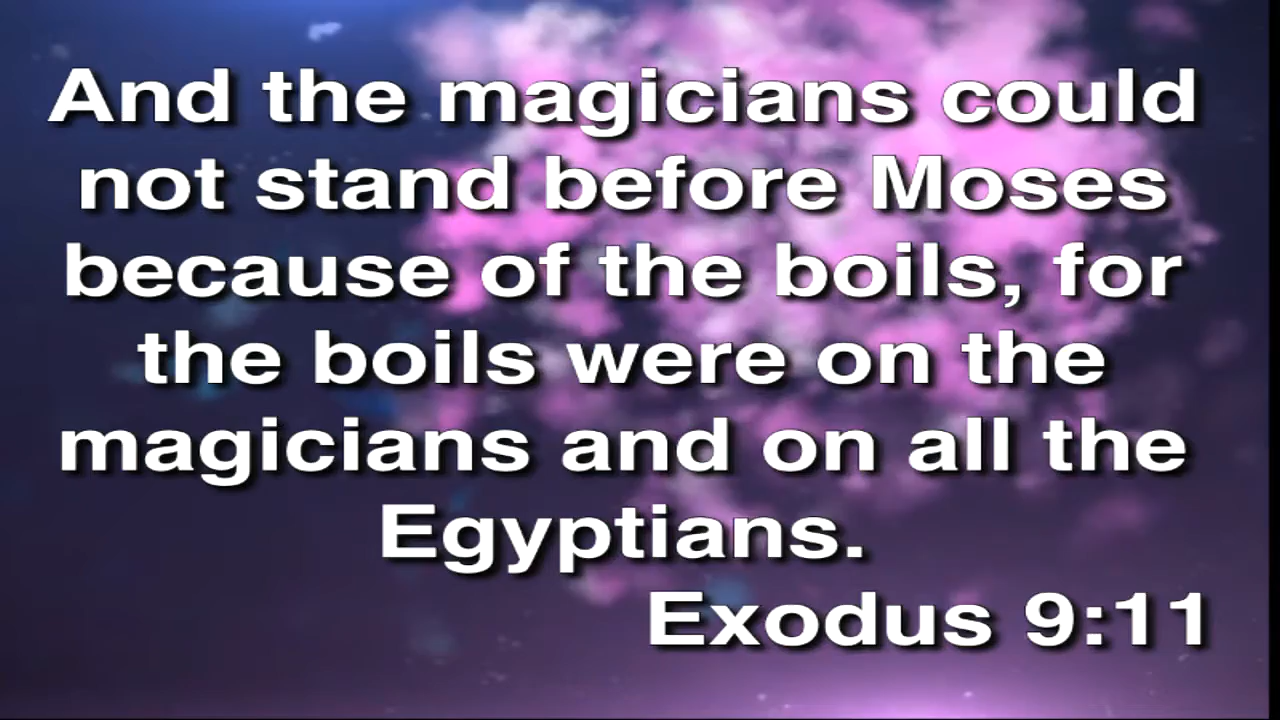 And the magicians could
not stand before Moses
because of the boils, for
the boils were on the
magicians and on all the
Egyptians.
Exodus 9:11